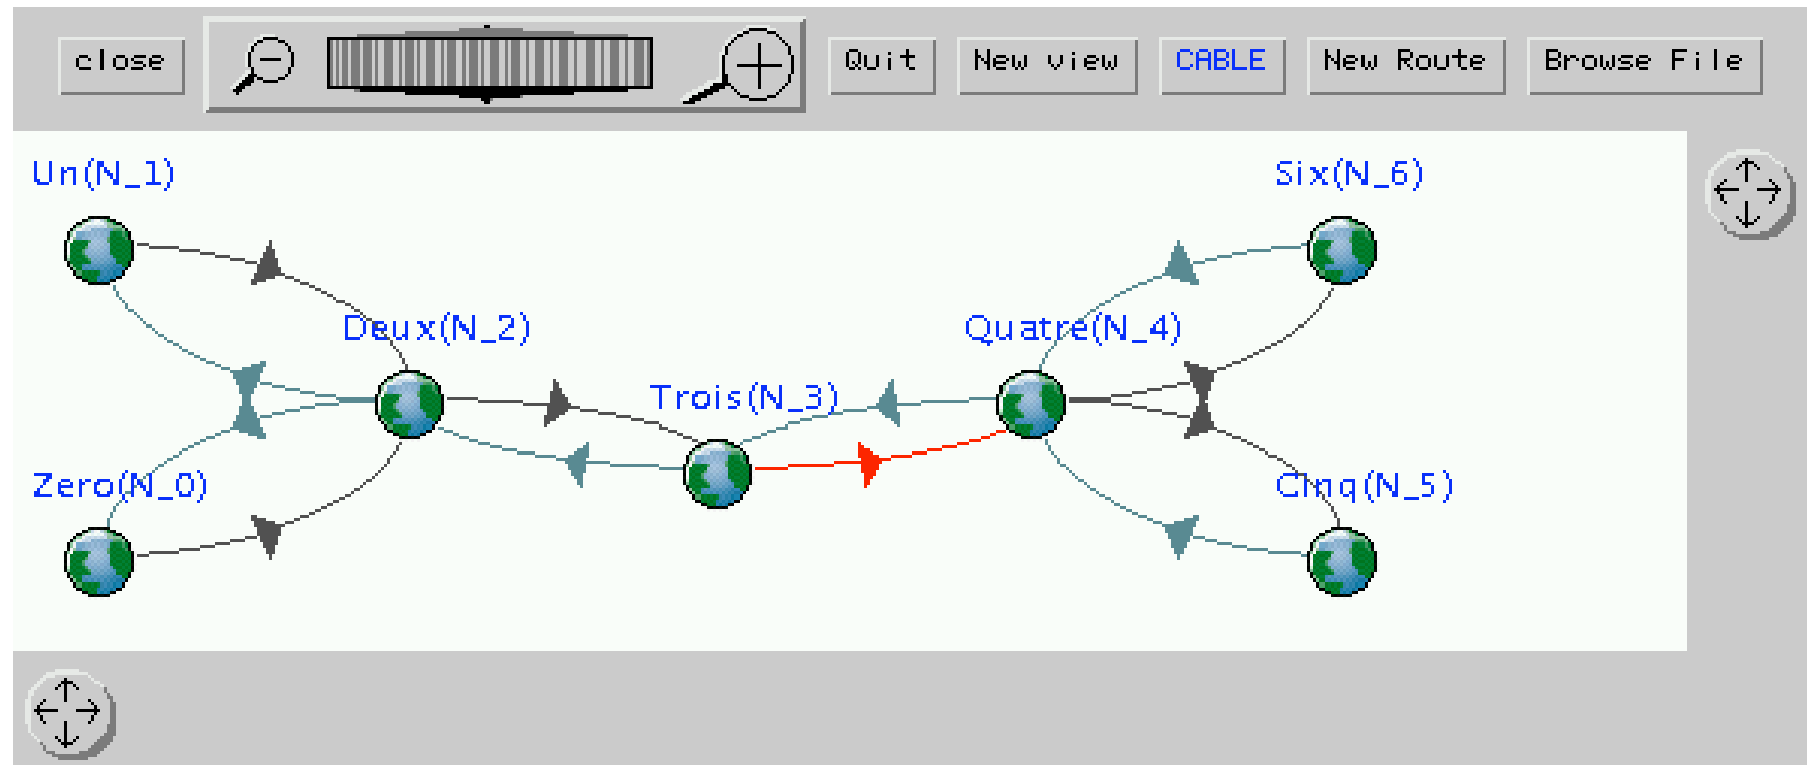 close Quit New view CABLE New Route Browse File
Un(N_1) Six(N_6)
Deux(N_2) Quatre(N_4)
Trois(N_3)
Zero(N_0) CInq(N_5)